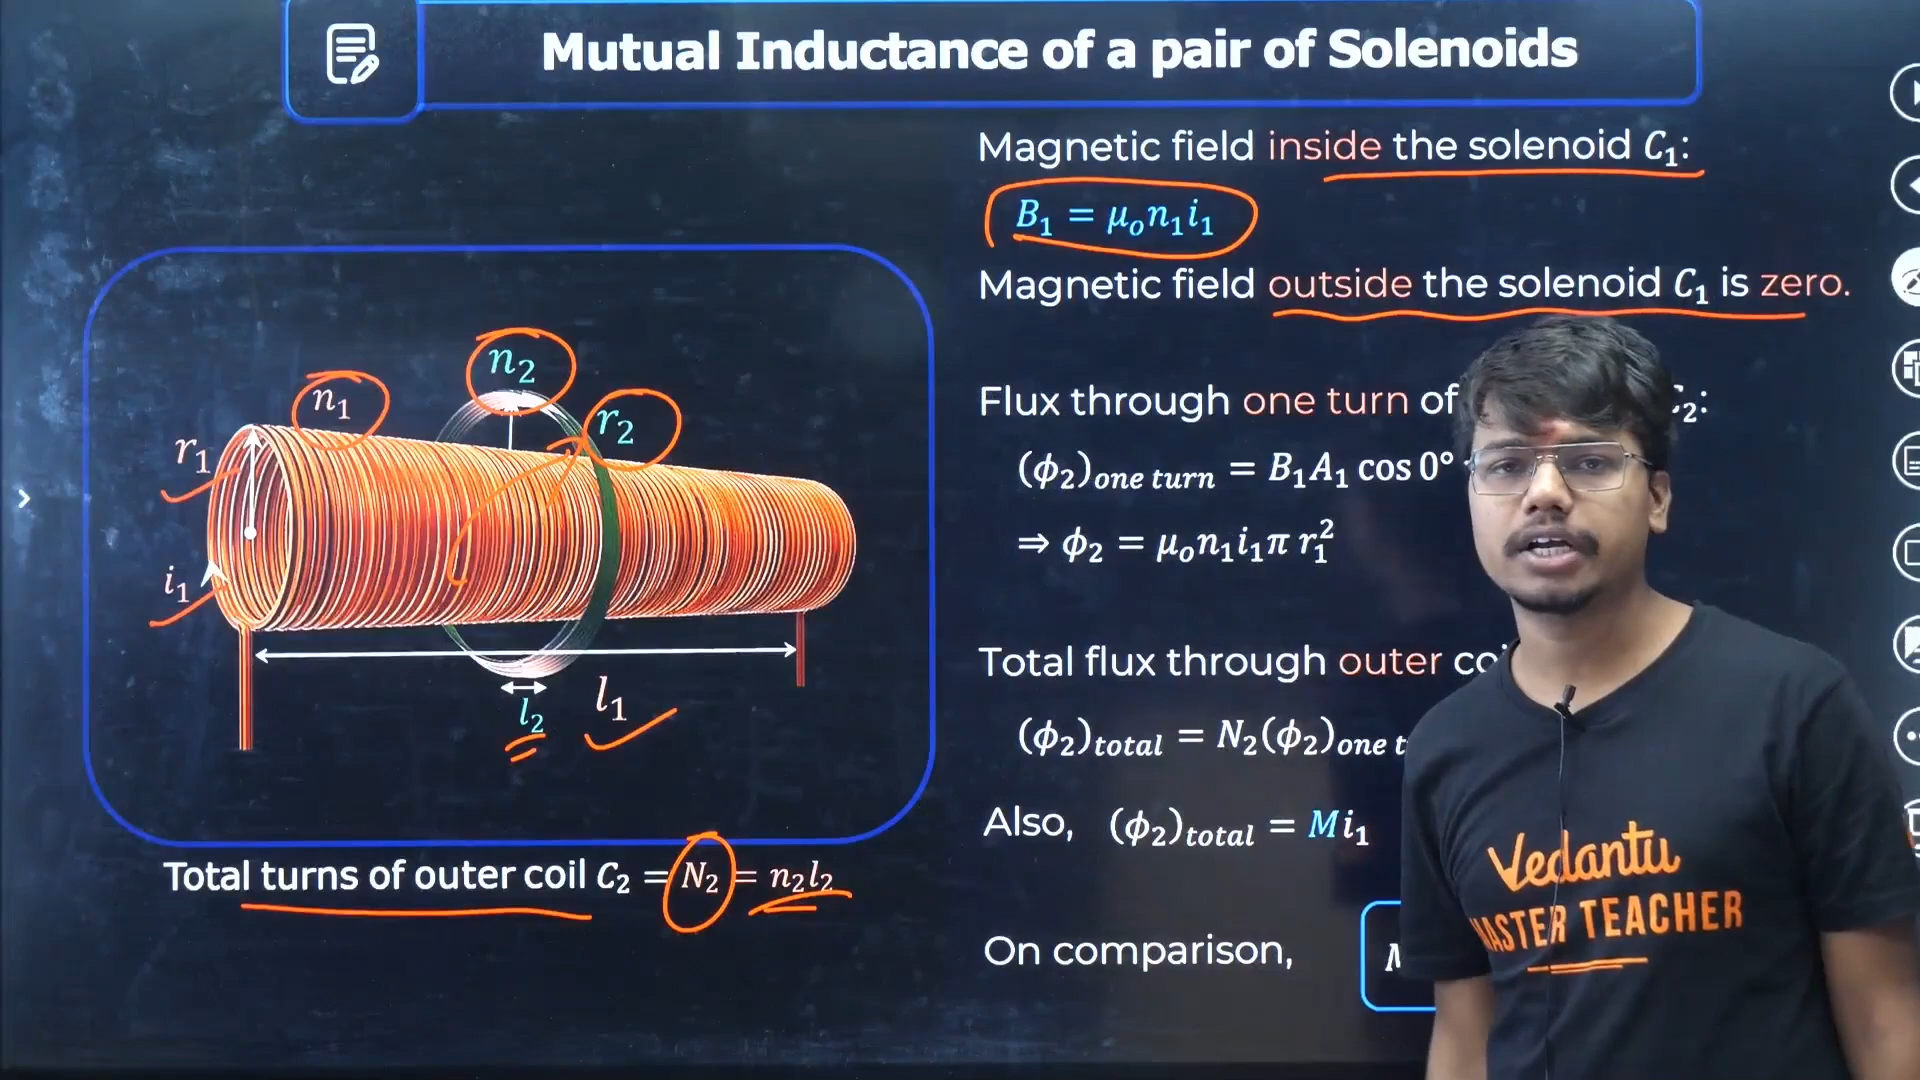 Mutual Inductance of a pair of Solenoids
Magnetic field inside the solenoid C₁:
B₁ = μₒn₁i₁
Magnetic field outside the solenoid C₁ is zero.
n₂
n₁
r₂
r₁
i₁
l₂
l₁
Total turns of outer coil C₂ = N₂ = n₂l₂
Flux through one turn of C₂:
(ϕ₂)one turn = B₁A₁ cos 0°
⇒ ϕ₂ = μₒn₁i₁π r₁²
Total flux through outer
(ϕ₂)total = N₂(ϕ₂)one
Also, (ϕ₂)total = Mi₁
On comparison,
Vedantu
MASTER TEACHER